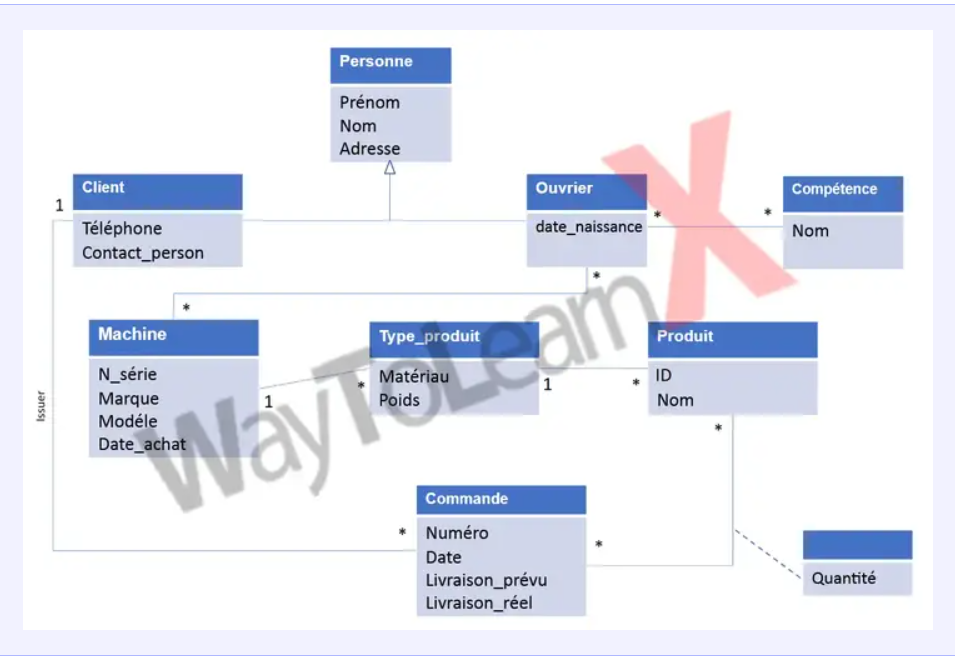 Personne
Prénom
Nom
Adresse
Client
Téléphone
Contact_person
1
Ouvrier
date_naissance
*
*
*
Compétence
Nom
*
Machine
N_série
Marque
Modéle
Date_achat
1
*
Type_produit
Matériau
Poids
1
*
Produit
ID
Nom
*
Issuer
Commande
Numéro
Date
Livraison_prévu
Livraison_réel
*
*
Quantité
WayToLearnX